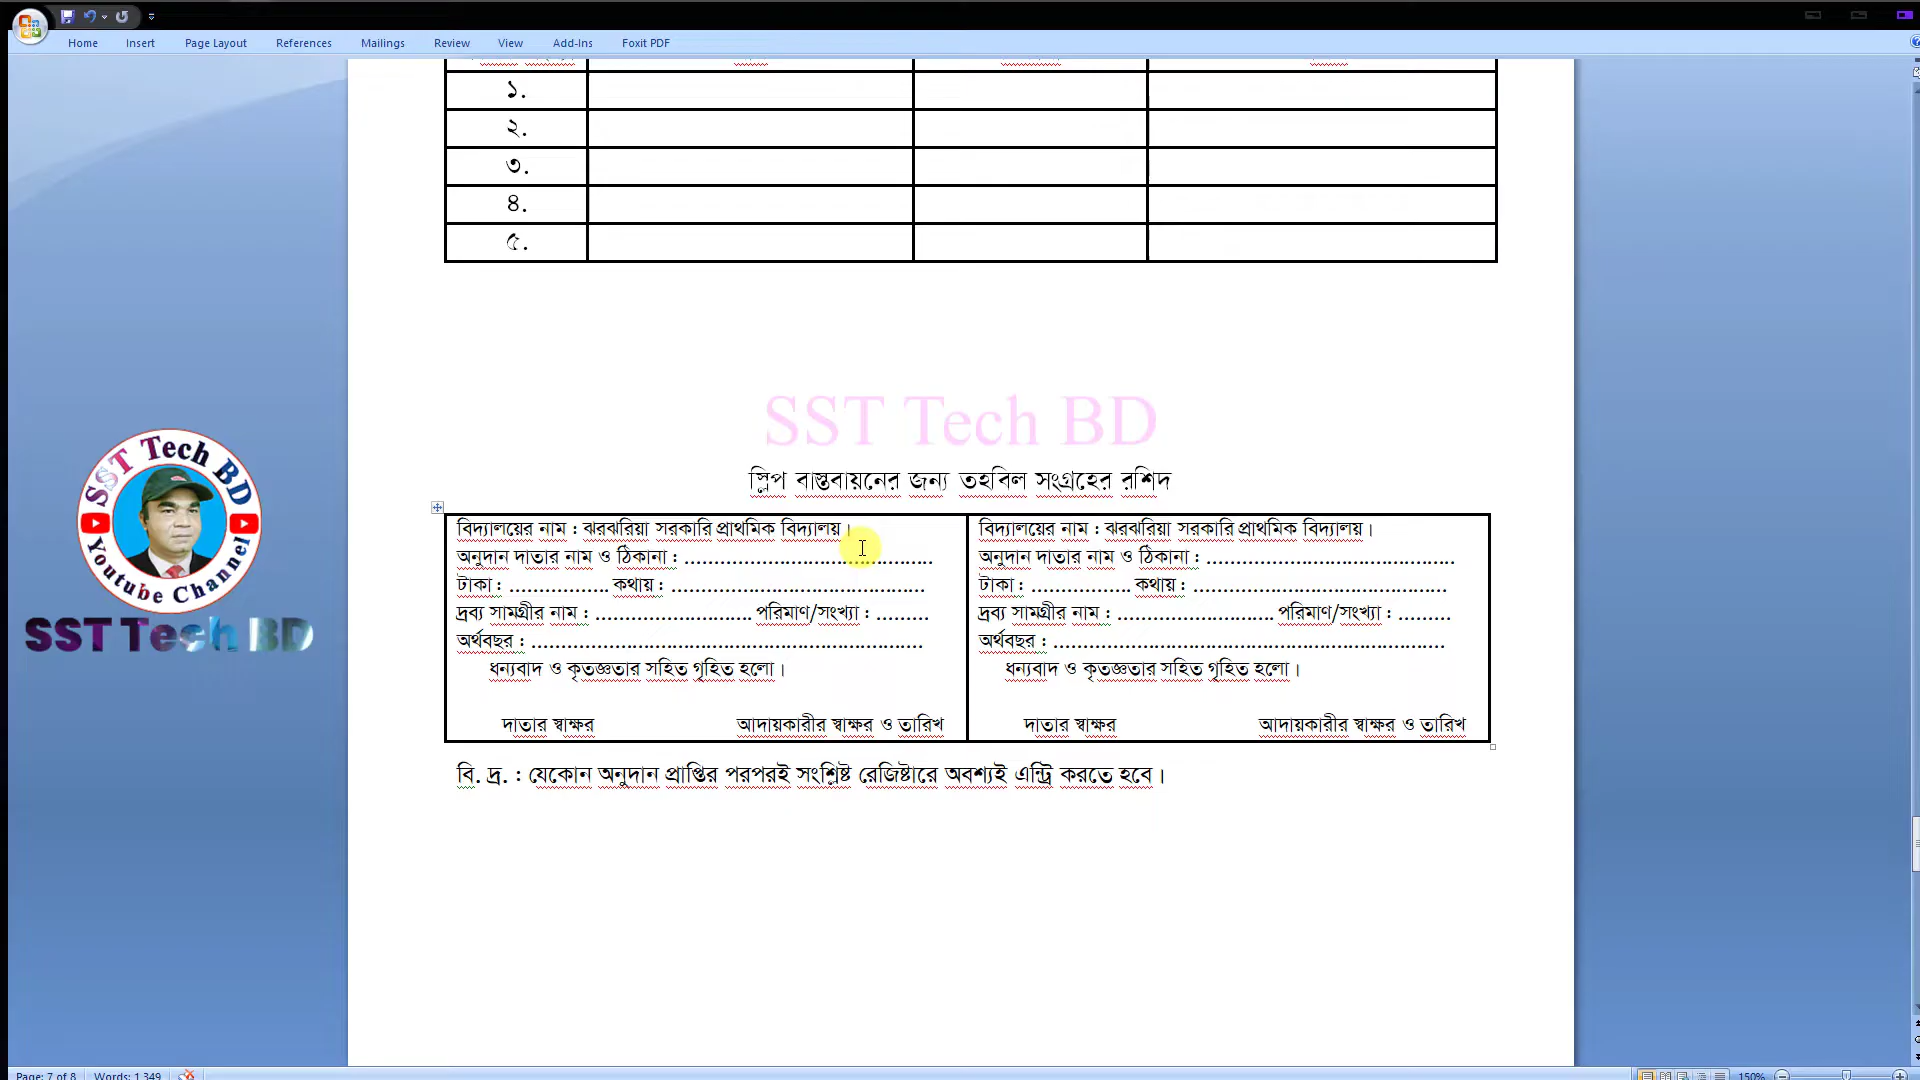 Home Insert Page Layout References Mailings Review View Add-Ins Foxit PDF
১.
২.
৩.
৪.
৫.
SST Tech BD
স্লিপ বাস্তবায়নের জন্য তহবিল সংগ্রহের রশিদ
বিদ্যালয়ের নাম : ঝরঝরিয়া সরকারি প্রাথমিক বিদ্যালয়।
অনুদান দাতার নাম ও ঠিকানা : ..........................................
টাকা : ................. কথায় : ...........................................
দ্রব্য সামগ্রীর নাম : .......................... পরিমাণ/সংখ্যা : .........
অর্থবছর : ..................................................................
ধন্যবাদ ও কৃতজ্ঞতার সহিত গৃহিত হলো।
দাতার স্বাক্ষর আদায়কারীর স্বাক্ষর ও তারিখ
বিদ্যালয়ের নাম : ঝরঝরিয়া সরকারি প্রাথমিক বিদ্যালয়।
অনুদান দাতার নাম ও ঠিকানা : ..........................................
টাকা : ................. কথায় : ...........................................
দ্রব্য সামগ্রীর নাম : .......................... পরিমাণ/সংখ্যা : .........
অর্থবছর : ..................................................................
ধন্যবাদ ও কৃতজ্ঞতার সহিত গৃহিত হলো।
দাতার স্বাক্ষর আদায়কারীর স্বাক্ষর ও তারিখ
বি. দ্র. : যেকোন অনুদান প্রাপ্তির পরপরই সংশ্লিষ্ট রেজিষ্টারে অবশ্যই এন্ট্রি করতে হবে।
SST Tech BD
Youtube Channel
SST Tech BD
Page: 7 of 8 Words: 1,349 150%